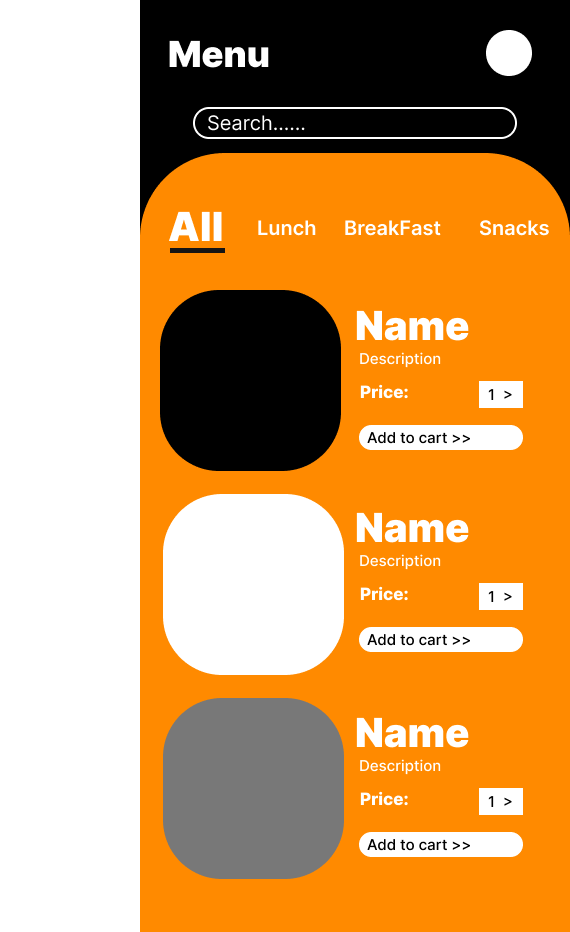 Menu
Search......
All Lunch BreakFast Snacks
Name
Description
Price: 1 >
Add to cart >>
Name
Description
Price: 1 >
Add to cart >>
Name
Description
Price: 1 >
Add to cart >>